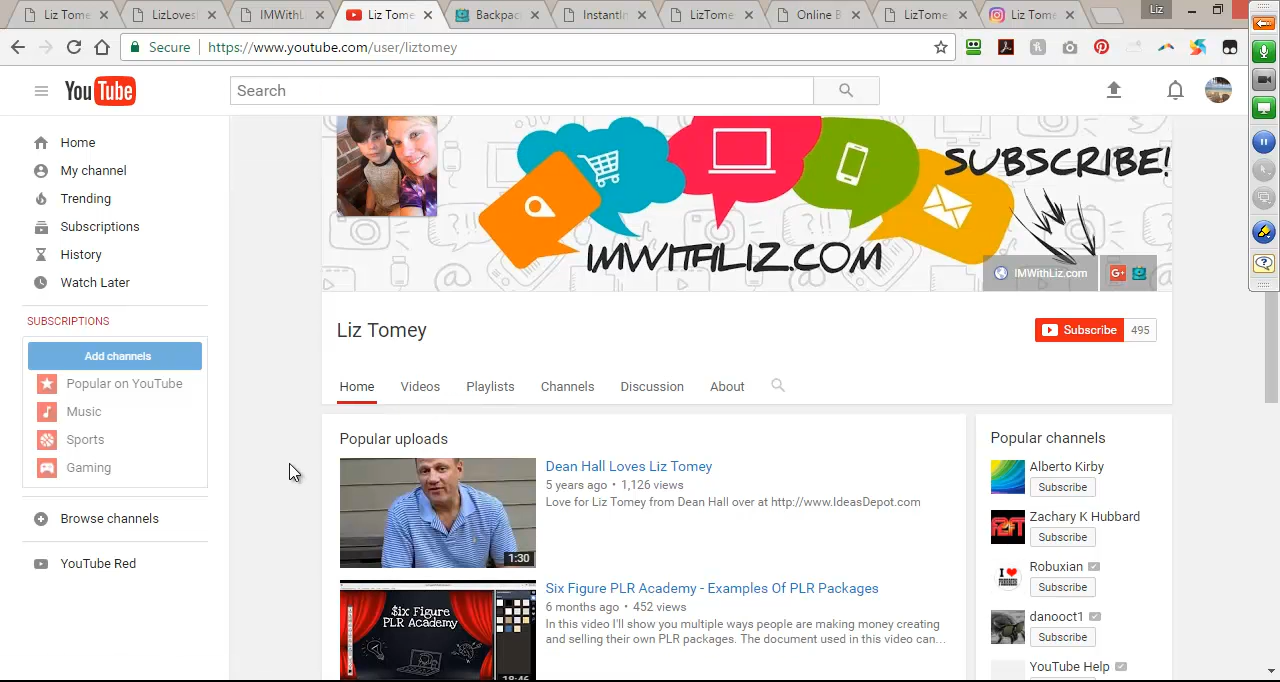 Liz Tome
LizLoves
IMWithL
Liz Tome
Backpac
InstantIn
LizTome
Online B
LizTome
Liz Tome
Liz
Secure
https://www.youtube.com/user/liztomey
YouTube
Search
Home
My channel
Trending
Subscriptions
History
Watch Later
SUBSCRIPTIONS
Add channels
Popular on YouTube
Music
Sports
Gaming
Browse channels
YouTube Red
SUBSCRIBE!
IMWITHLIZ.COM
IMWithLiz.com
G+
Liz Tomey
Subscribe 495
Home Videos Playlists Channels Discussion About
Popular uploads
1:30
Dean Hall Loves Liz Tomey
5 years ago • 1,126 views
Love for Liz Tomey from Dean Hall over at http://www.IdeasDepot.com
$ix Figure
PLR Academy
18:46
Six Figure PLR Academy - Examples Of PLR Packages
6 months ago • 452 views
In this video I'll show you multiple ways people are making money creating
and selling their own PLR packages. The document used in this video can...
Popular channels
Alberto Kirby
Subscribe
Zachary K Hubbard
Subscribe
Robuxian
Subscribe
danooct1
Subscribe
YouTube Help